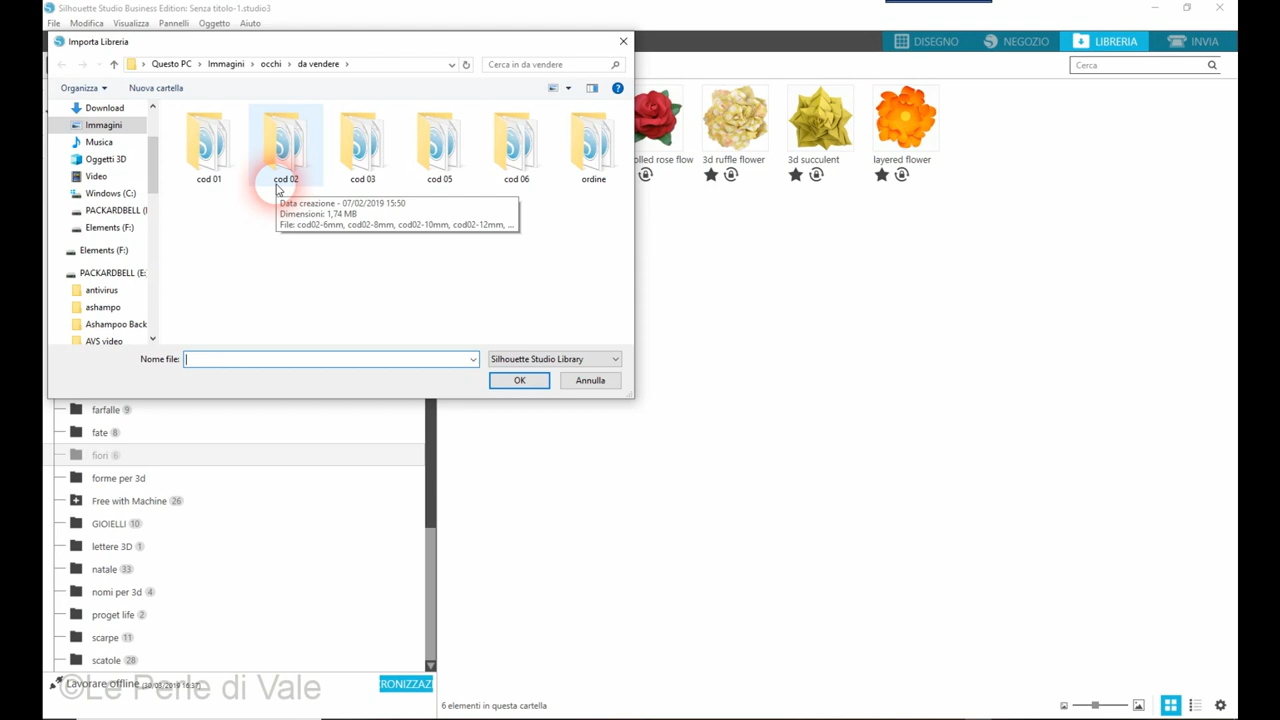 Silhouette Studio Business Edition: Senza titolo-1.studio3
File Modifica Visualizza Pannelli Oggetto Aiuto
DISEGNO NEGOZIO LIBRERIA INVIA
Cerca
Importa Libreria
Questo PC > Immagini > occhi > da vendere >
Cerca in da vendere
Organizza Nuova cartella
Download
Immagini
Musica
Oggetti 3D
Video
Windows (C:)
PACKARDBELL (
Elements (F:)
Elements (F:)
PACKARDBELL (E:
antivirus
ashampo
Ashampoo Back
AVS video
cod 01
cod 02
cod 03
cod 05
cod 06
ordine
Data creazione - 07/02/2019 15:50
Dimensioni: 1,74 MB
File: cod02-6mm, cod02-8mm, cod02-10mm, cod02-12mm, ...
Nome file:
Silhouette Studio Library
OK Annulla
olled rose flow
3d ruffle flower
3d succulent
layered flower
farfalle 9
fate 8
fiori 6
forme per 3d
Free with Machine 26
GIOIELLI 10
lettere 3D 1
natale 33
nomi per 3d 4
proget life 2
scarpe 11
scatole 28
Lavorare offline
RONIZZAZI
©Le Perle di Vale
6 elementi in questa cartella